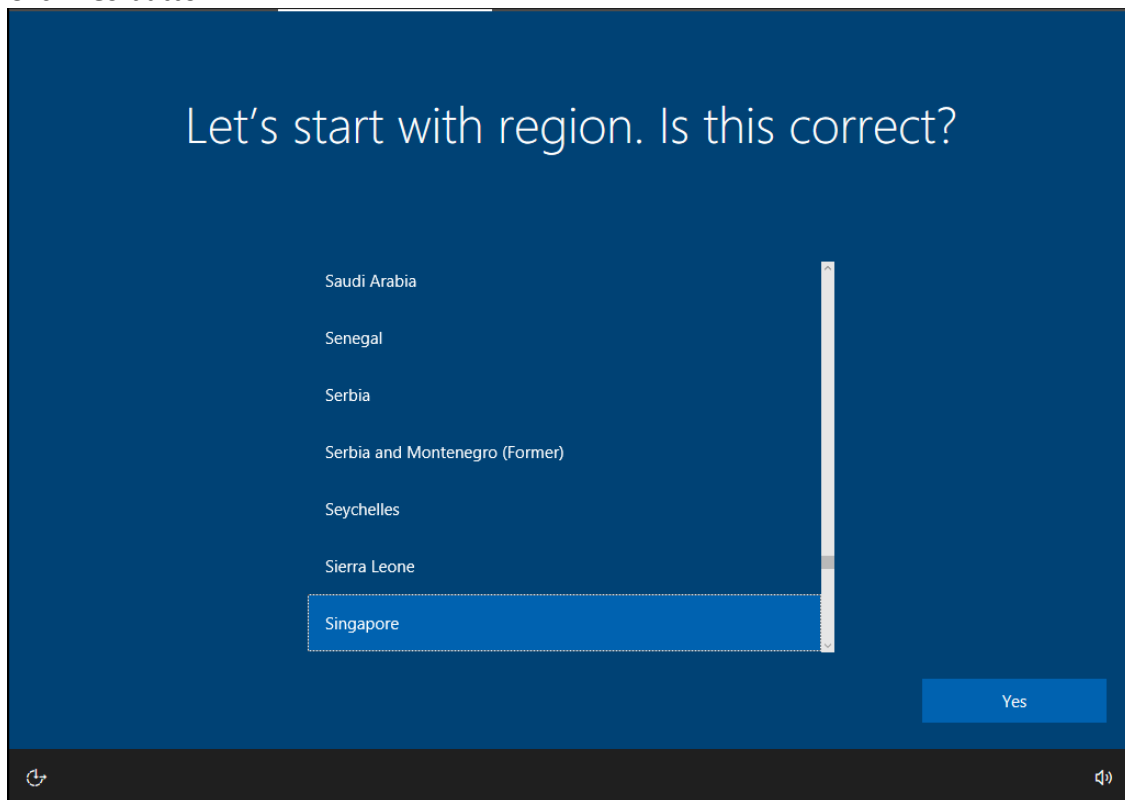 Let's start with region. Is this correct?
Saudi Arabia
Senegal
Serbia
Serbia and Montenegro (Former)
Seychelles
Sierra Leone
Singapore
Yes